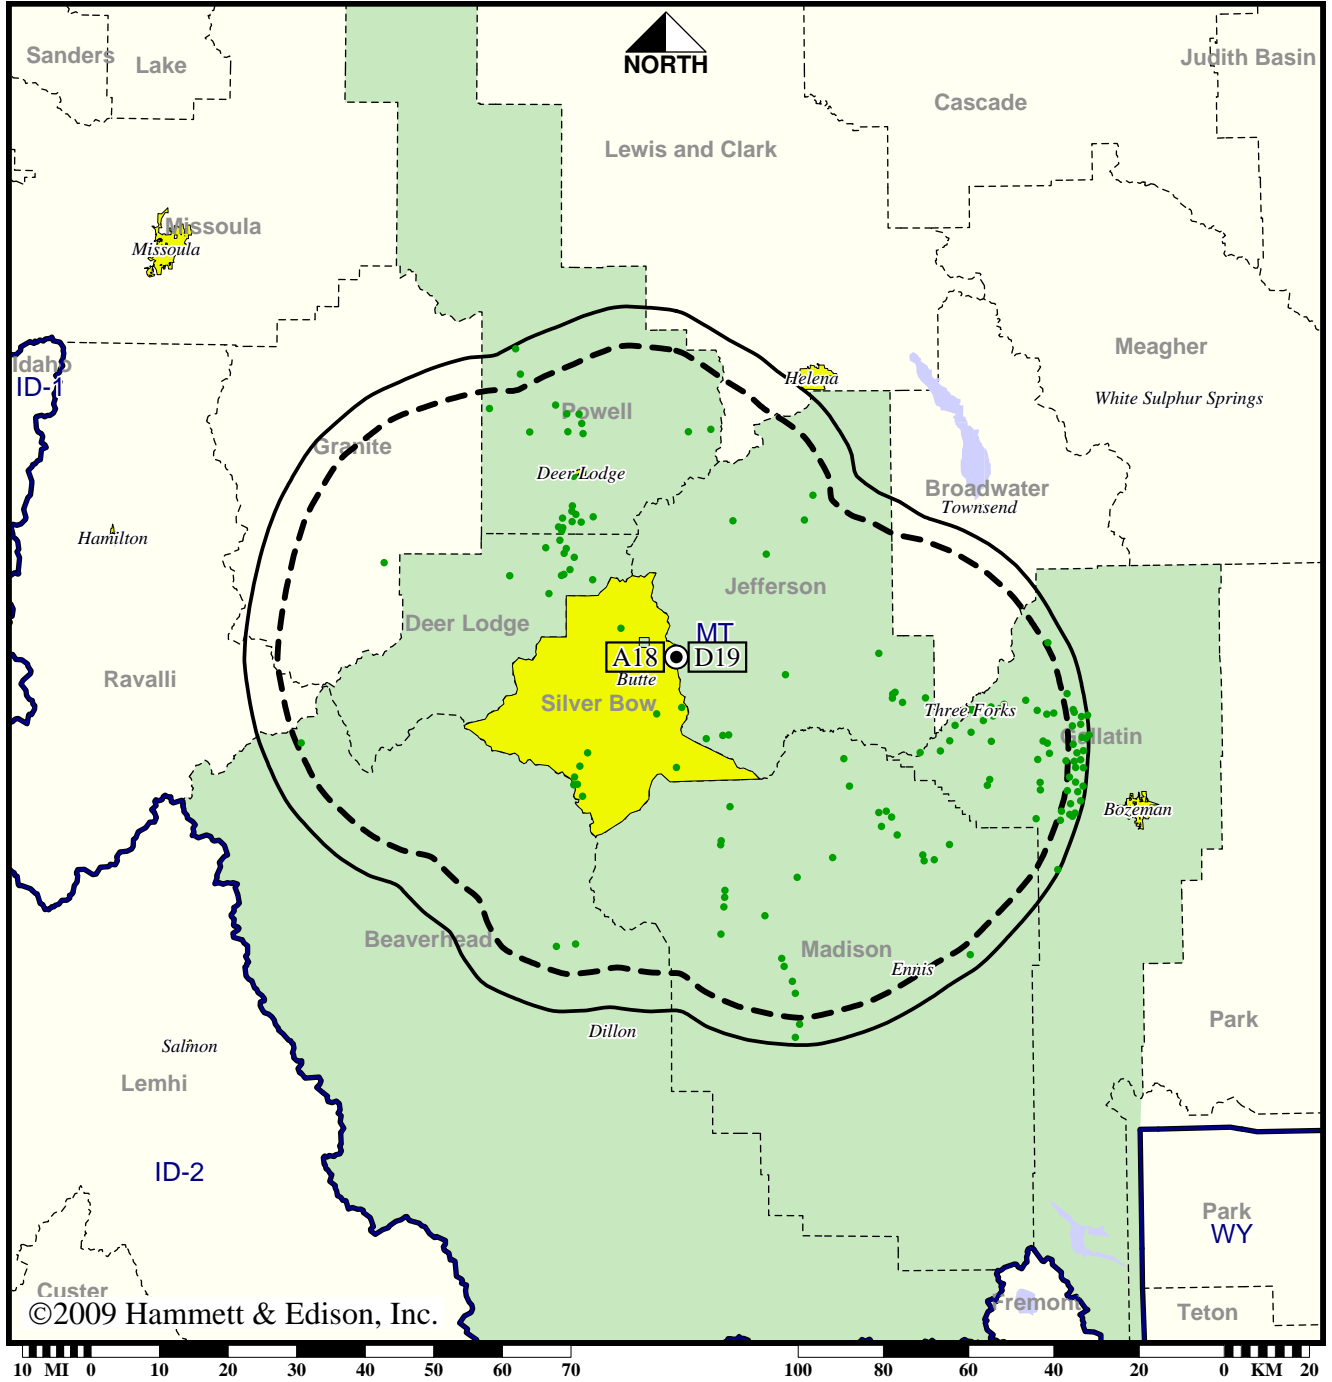 NORTH
Sanders
Lake
Judith Basin
Cascade
Lewis and Clark
Missoula
Missoula
Idaho
ID-1
Meagher
Helena
White Sulphur Springs
Powell
Granite
Deer Lodge
Broadwater
Townsend
Hamilton
Jefferson
Deer Lodge
MT
A18
D19
Butte
Ravalli
Silver Bow
Three Forks
Gallatin
Bozeman
Beaverhead
Madison
Ennis
Dillon
Park
Salmon
Lemhi
ID-2
Park
WY
Custer
Fremont
Teton
©2009 Hammett & Edison, Inc.
10 MI 0 10 20 30 40 50 60 70 100 80 60 40 20 0 KM 20